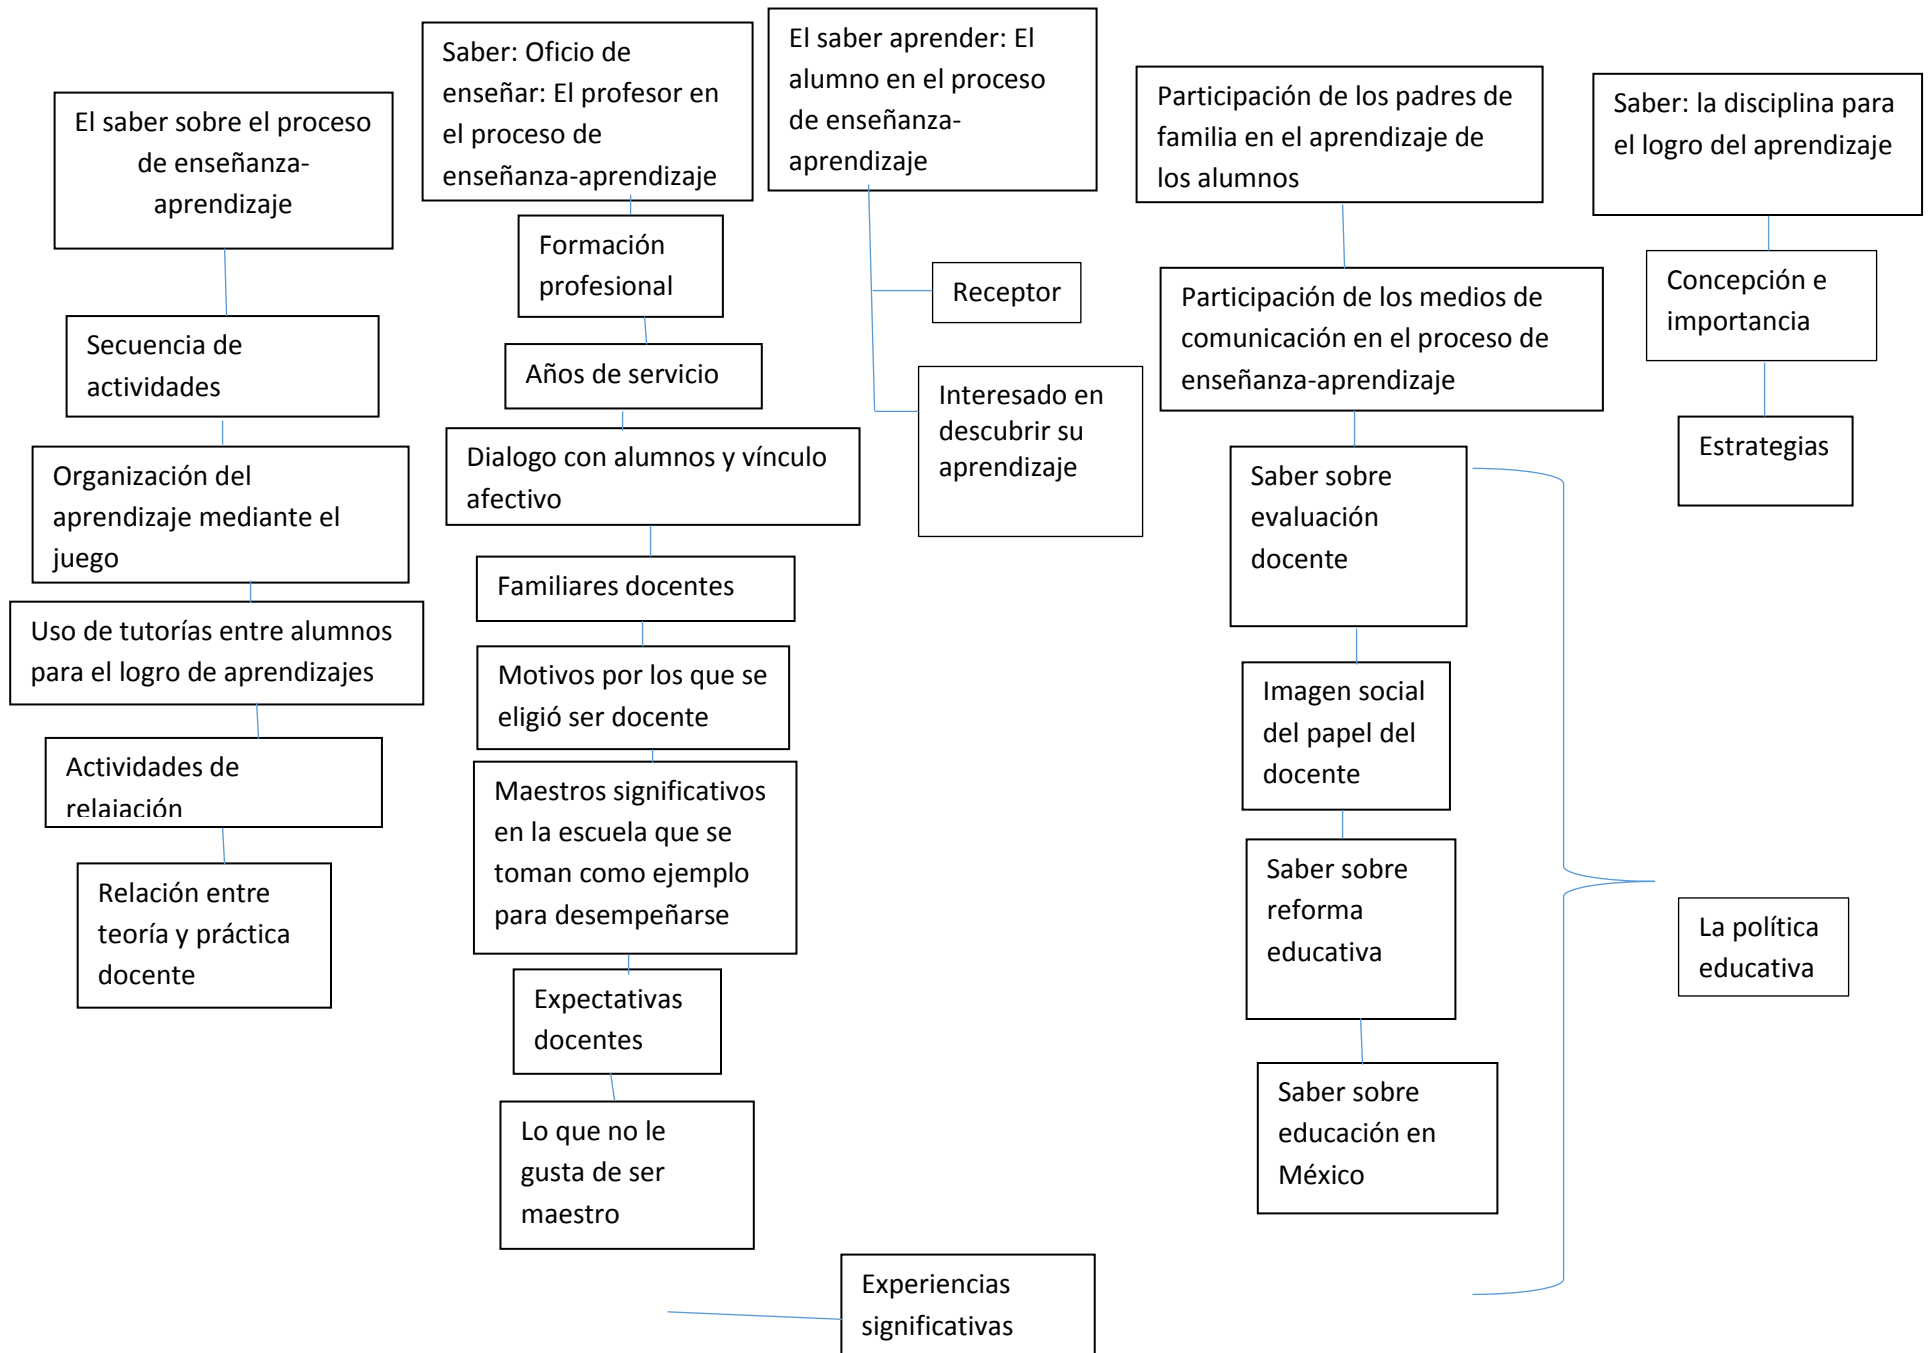 El saber sobre el proceso
de enseñanza-
aprendizaje
Secuencia de
actividades
Organización del
aprendizaje mediante el
juego
Uso de tutorías entre alumnos
para el logro de aprendizajes
Actividades de
relajación
Relación entre
teoría y práctica
docente
Saber: Oficio de
enseñar: El profesor en
el proceso de
enseñanza-aprendizaje
Formación
profesional
Años de servicio
Dialogo con alumnos y vínculo
afectivo
Familiares docentes
Motivos por los que se
eligió ser docente
Maestros significativos
en la escuela que se
toman como ejemplo
para desempeñarse
Expectativas
docentes
Lo que no le
gusta de ser
maestro
Experiencias
significativas
El saber aprender: El
alumno en el proceso
de enseñanza-
aprendizaje
Receptor
Interesado en
descubrir su
aprendizaje
Participación de los padres de
familia en el aprendizaje de
los alumnos
Participación de los medios de
comunicación en el proceso de
enseñanza-aprendizaje
Saber sobre
evaluación
docente
Imagen social
del papel del
docente
Saber sobre
reforma
educativa
Saber sobre
educación en
México
La política
educativa
Saber: la disciplina para
el logro del aprendizaje
Concepción e
importancia
Estrategias